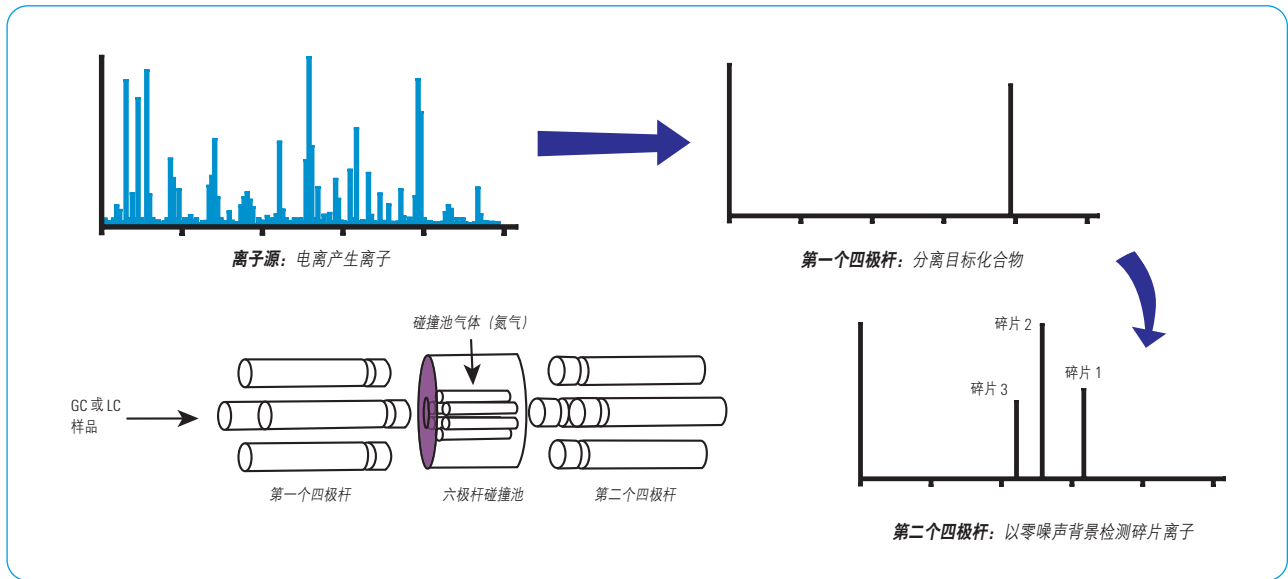 离子源：电离产生离子
第一个四极杆：分离目标化合物
碰撞池气体（氮气）
GC 或 LC
样品
第一个四极杆
六极杆碰撞池
第二个四极杆
碎片 2
碎片 1
碎片 3
第二个四极杆：以零噪声背景检测碎片离子